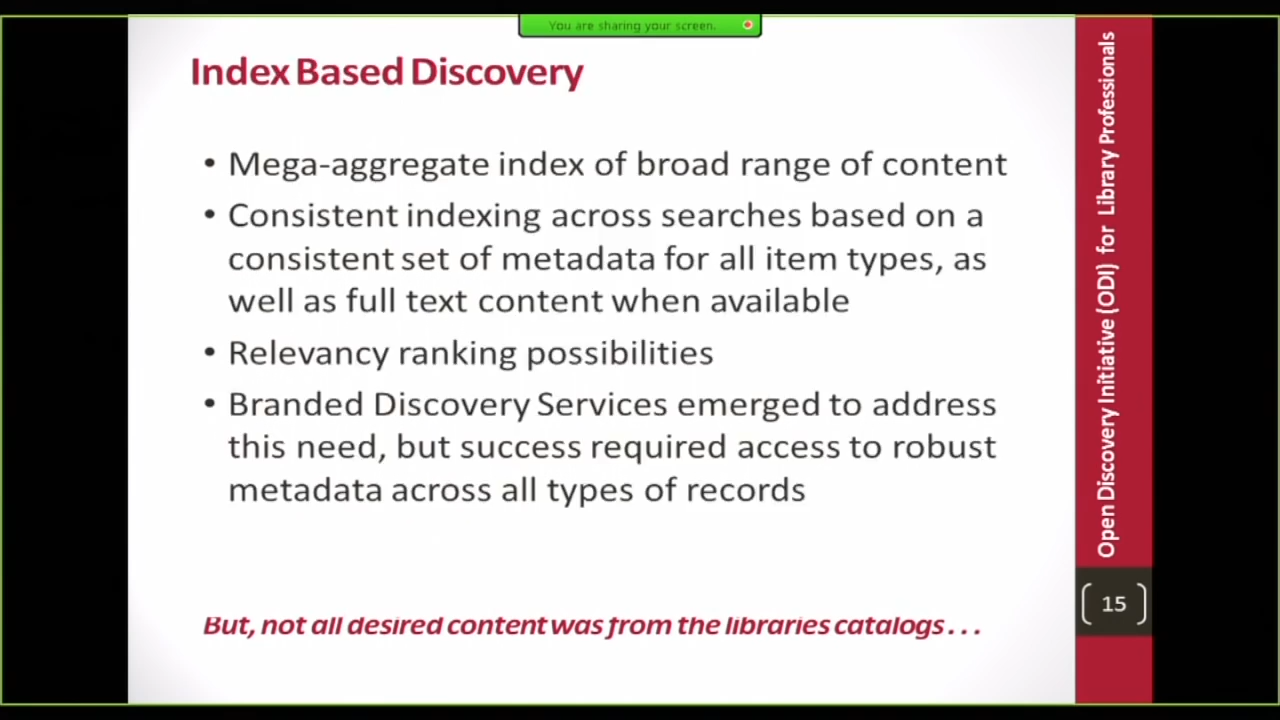 You are sharing your screen.
Index Based Discovery
• Mega-aggregate index of broad range of content
• Consistent indexing across searches based on a
consistent set of metadata for all item types, as
well as full text content when available
• Relevancy ranking possibilities
• Branded Discovery Services emerged to address
this need, but success required access to robust
metadata across all types of records
But, not all desired content was from the libraries catalogs . . .
Open Discovery Initiative (ODI) for Library Professionals
15